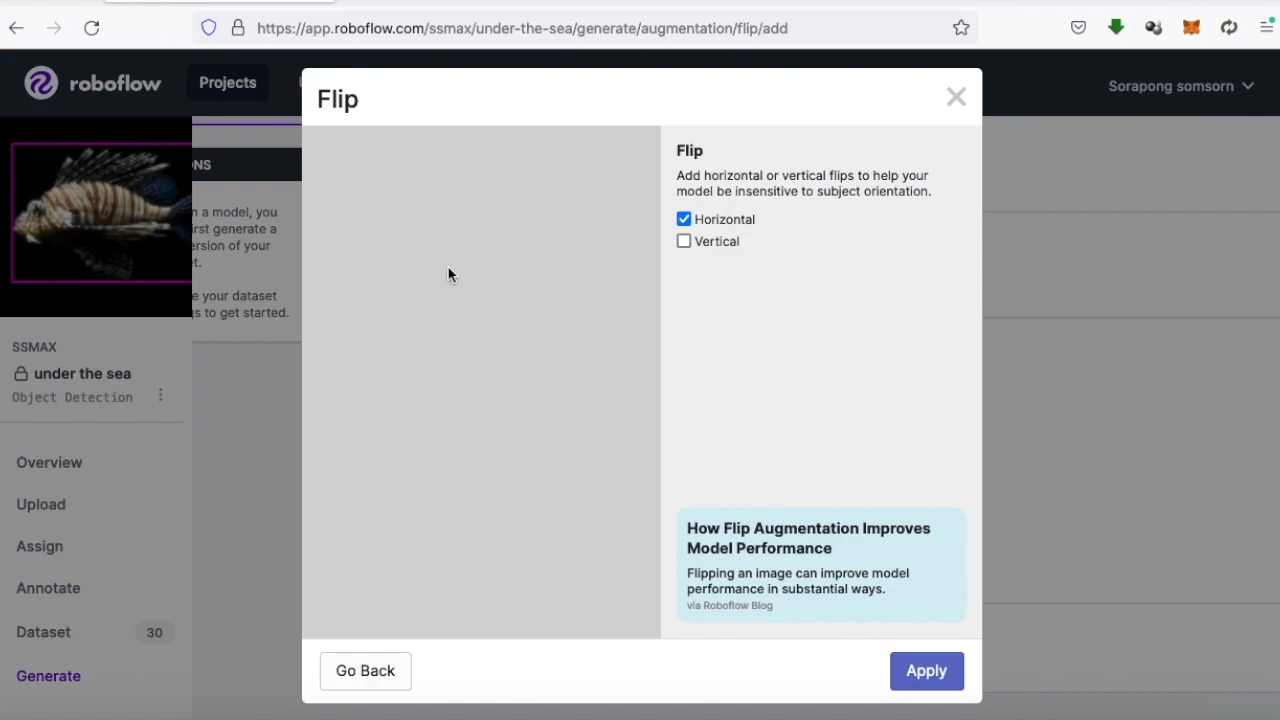 https://app.roboflow.com/ssmax/under-the-sea/generate/augmentation/flip/add
roboflow
Projects
Sorapong somsorn
Flip
ONS
n a model, you
irst generate a
ersion of your
t.
e your dataset
s to get started.
SSMAX
under the sea
Object Detection
Overview
Upload
Assign
Annotate
Dataset 30
Generate
Flip
Add horizontal or vertical flips to help your
model be insensitive to subject orientation.
Horizontal
Vertical
How Flip Augmentation Improves
Model Performance
Flipping an image can improve model
performance in substantial ways.
via Roboflow Blog
Go Back
Apply